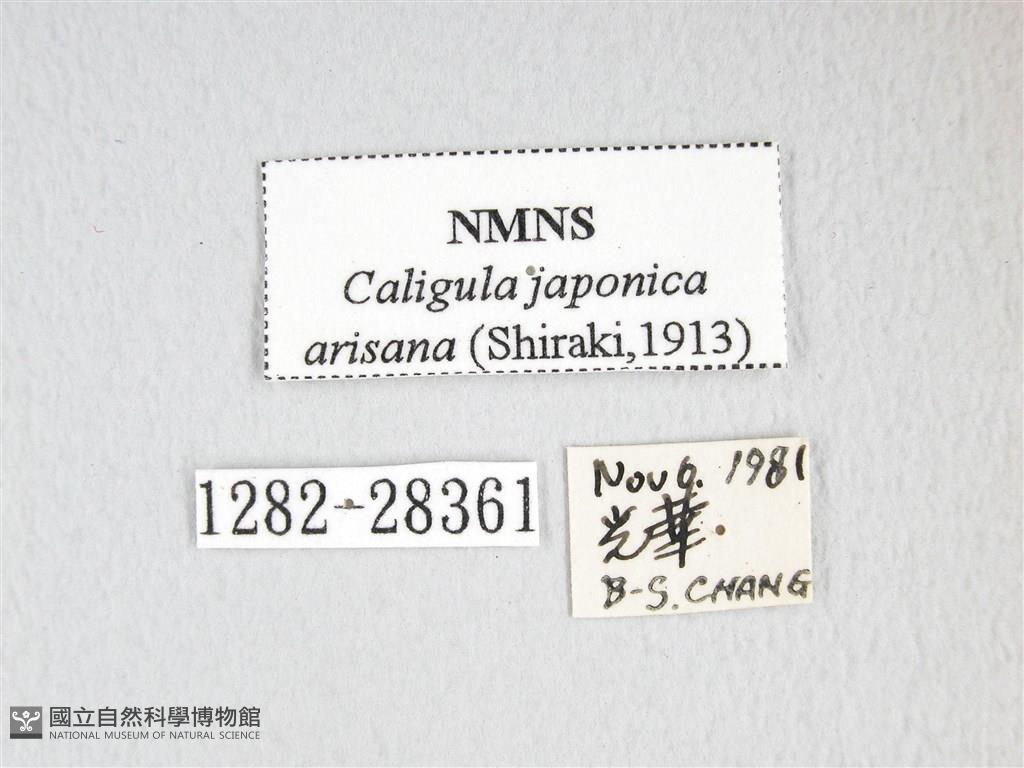 NMNS
Caligula japonica
arisana (Shiraki,1913)
1282-28361
Nov 6. 1981
光華
B-S. CHANG
國立自然科學博物館
NATIONAL MUSEUM OF NATURAL SCIENCE